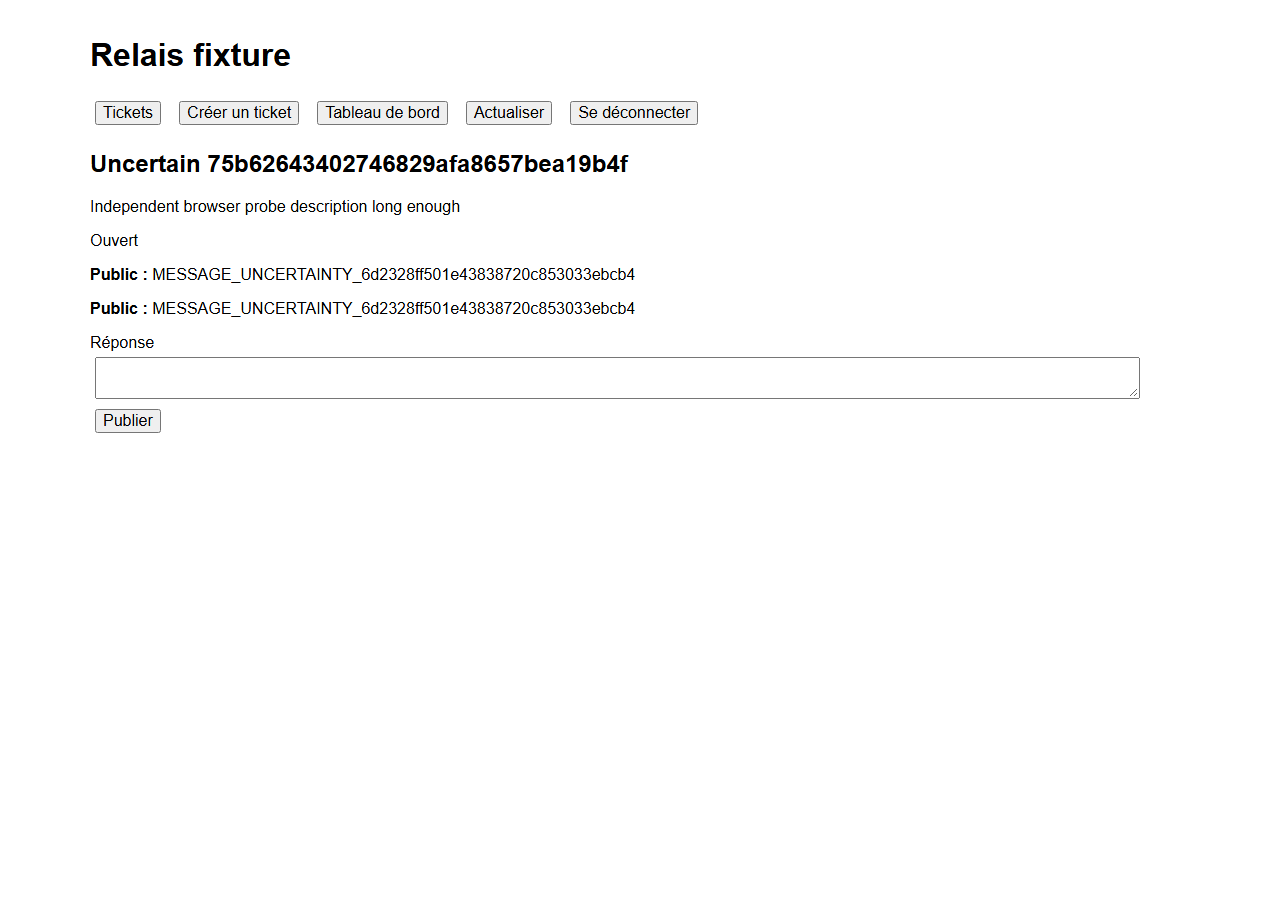 Relais fixture
Tickets Créer un ticket Tableau de bord Actualiser Se déconnecter
Uncertain 75b62643402746829afa8657bea19b4f
Independent browser probe description long enough
Ouvert
Public : MESSAGE_UNCERTAINTY_6d2328ff501e43838720c853033ebcb4
Public : MESSAGE_UNCERTAINTY_6d2328ff501e43838720c853033ebcb4
Réponse
Publier